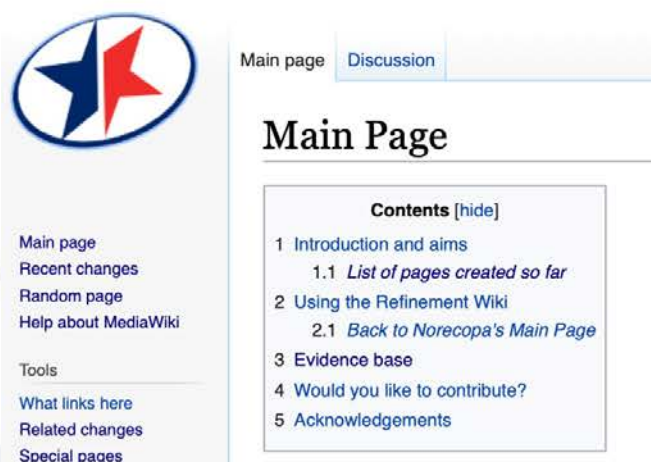 Main page
Discussion
Main Page
Contents [hide]
1 Introduction and aims
1.1 List of pages created so far
2 Using the Refinement Wiki
2.1 Back to Norecopa's Main Page
3 Evidence base
4 Would you like to contribute?
5 Acknowledgements
Main page
Recent changes
Random page
Help about MediaWiki
Tools
What links here
Related changes
Special pages